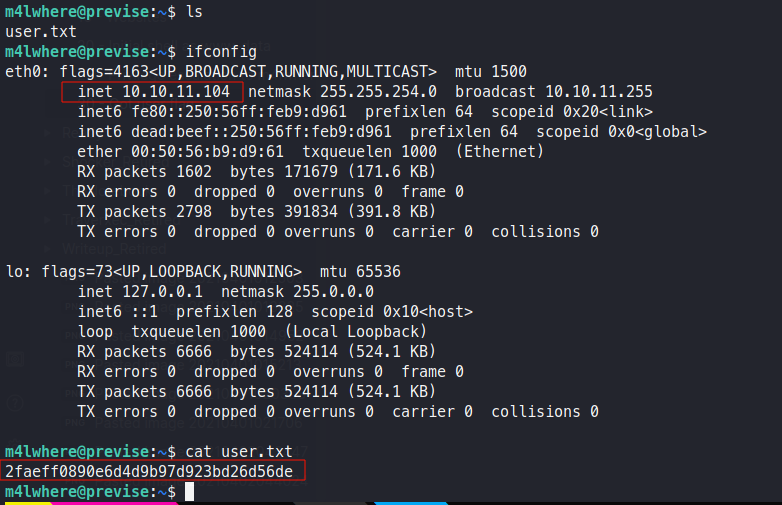 m4lwhere@previse:~$ ls
user.txt
m4lwhere@previse:~$ ifconfig
eth0: flags=4163<UP,BROADCAST,RUNNING,MULTICAST>  mtu 1500
        inet 10.10.11.104  netmask 255.255.254.0  broadcast 10.10.11.255
        inet6 fe80::250:56ff:feb9:d961  prefixlen 64  scopeid 0x20<link>
        inet6 dead:beef::250:56ff:feb9:d961  prefixlen 64  scopeid 0x0<global>
        ether 00:50:56:b9:d9:61  txqueuelen 1000  (Ethernet)
        RX packets 1602  bytes 171679 (171.6 KB)
        RX errors 0  dropped 0  overruns 0  frame 0
        TX packets 2798  bytes 391834 (391.8 KB)
        TX errors 0  dropped 0 overruns 0  carrier 0  collisions 0

lo: flags=73<UP,LOOPBACK,RUNNING>  mtu 65536
        inet 127.0.0.1  netmask 255.0.0.0
        inet6 ::1  prefixlen 128  scopeid 0x10<host>
        loop  txqueuelen 1000  (Local Loopback)
        RX packets 6666  bytes 524114 (524.1 KB)
        RX errors 0  dropped 0  overruns 0  frame 0
        TX packets 6666  bytes 524114 (524.1 KB)
        TX errors 0  dropped 0 overruns 0  carrier 0  collisions 0

m4lwhere@previse:~$ cat user.txt
2faeff0890e6d4d9b97d923bd26d56de
m4lwhere@previse:~$